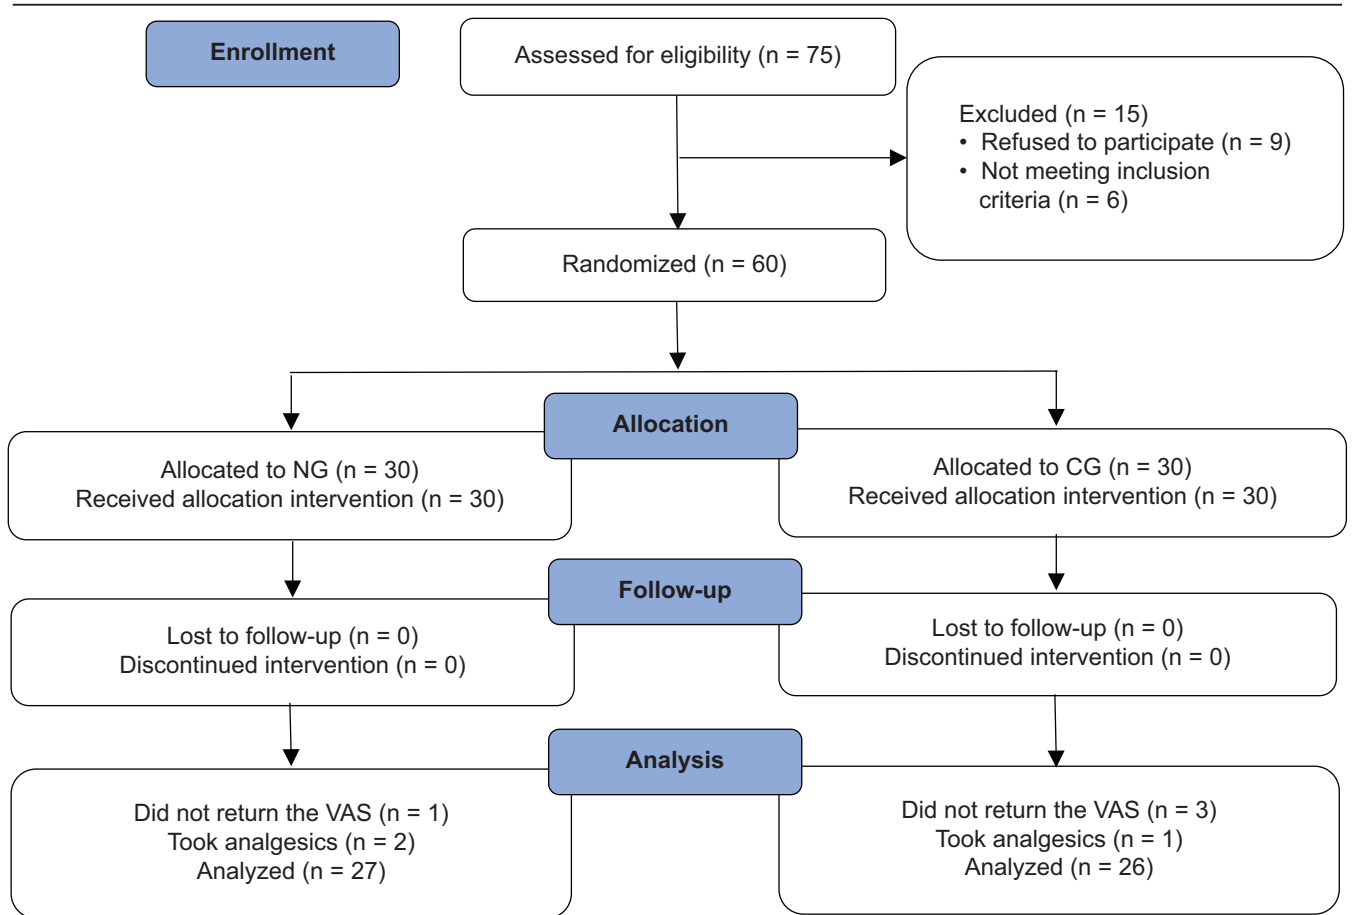 Enrollment
Assessed for eligibility (n = 75)
Excluded (n = 15)
• Refused to participate (n = 9)
• Not meeting inclusion
criteria (n = 6)
Randomized (n = 60)
Allocation
Allocated to NG (n = 30)
Received allocation intervention (n = 30)
Allocated to CG (n = 30)
Received allocation intervention (n = 30)
Follow-up
Lost to follow-up (n = 0)
Discontinued intervention (n = 0)
Lost to follow-up (n = 0)
Discontinued intervention (n = 0)
Analysis
Did not return the VAS (n = 1)
Took analgesics (n = 2)
Analyzed (n = 27)
Did not return the VAS (n = 3)
Took analgesics (n = 1)
Analyzed (n = 26)